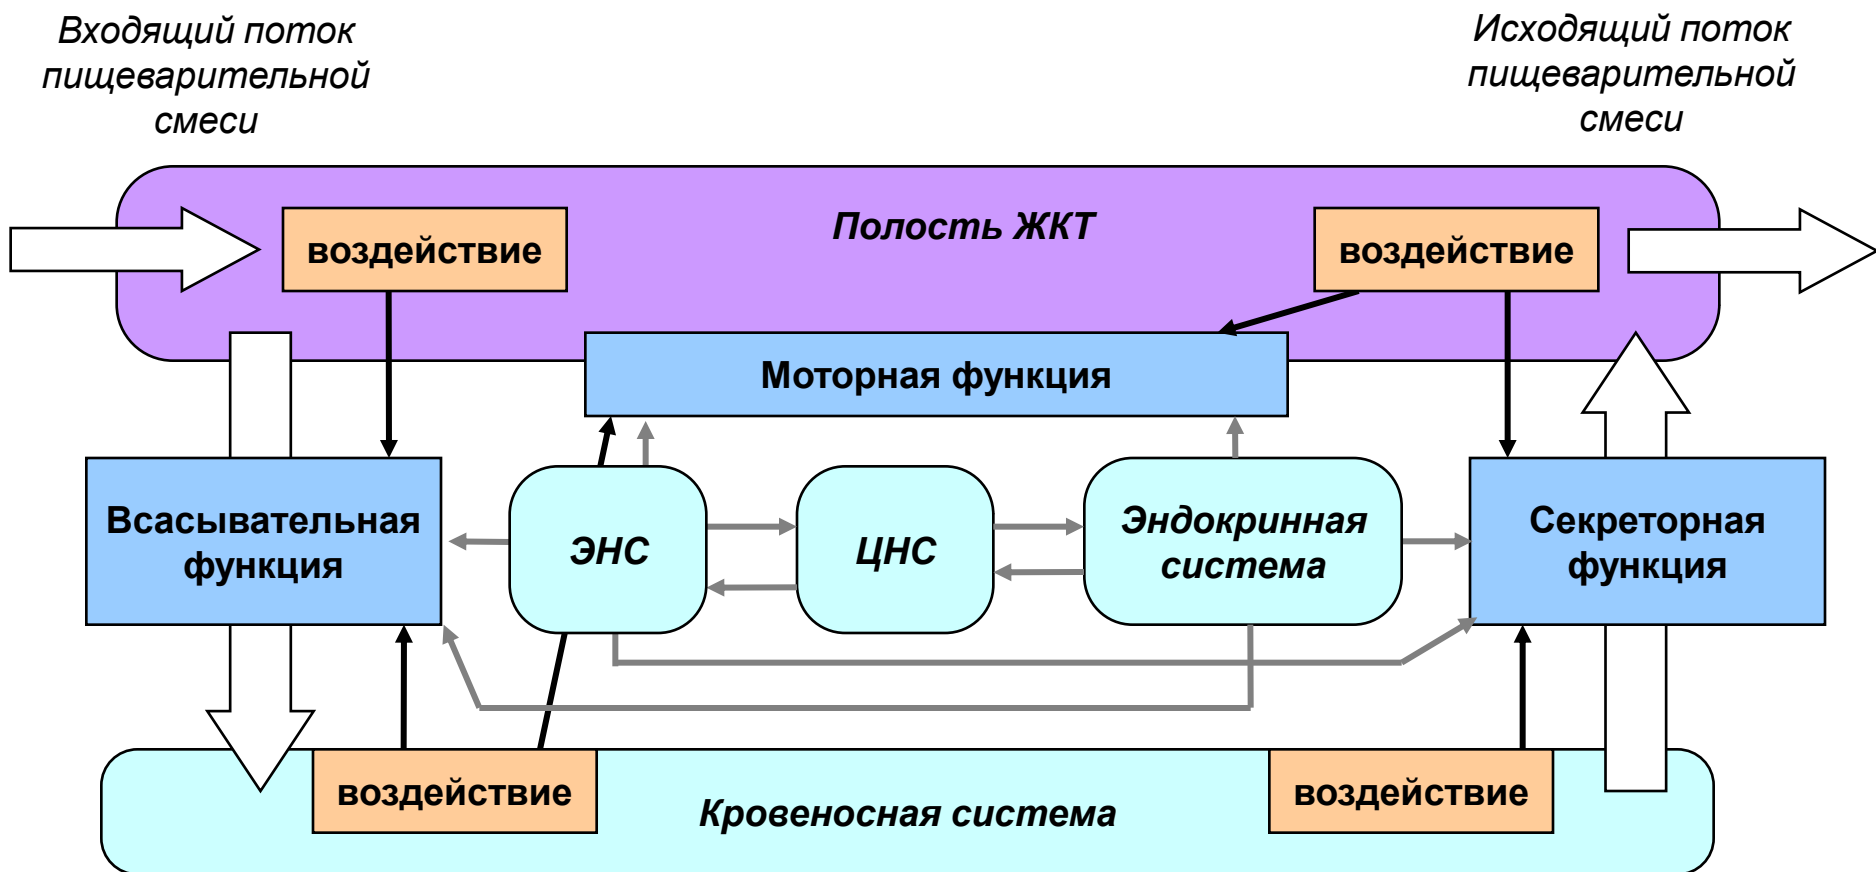 Входящий поток
пищеварительной
смеси
Исходящий поток
пищеварительной
смеси
воздействие
Полость ЖКТ
воздействие
Моторная функция
Всасывательная
функция
ЭНС
ЦНС
Эндокринная
система
Секреторная
функция
воздействие
Кровеносная система
воздействие